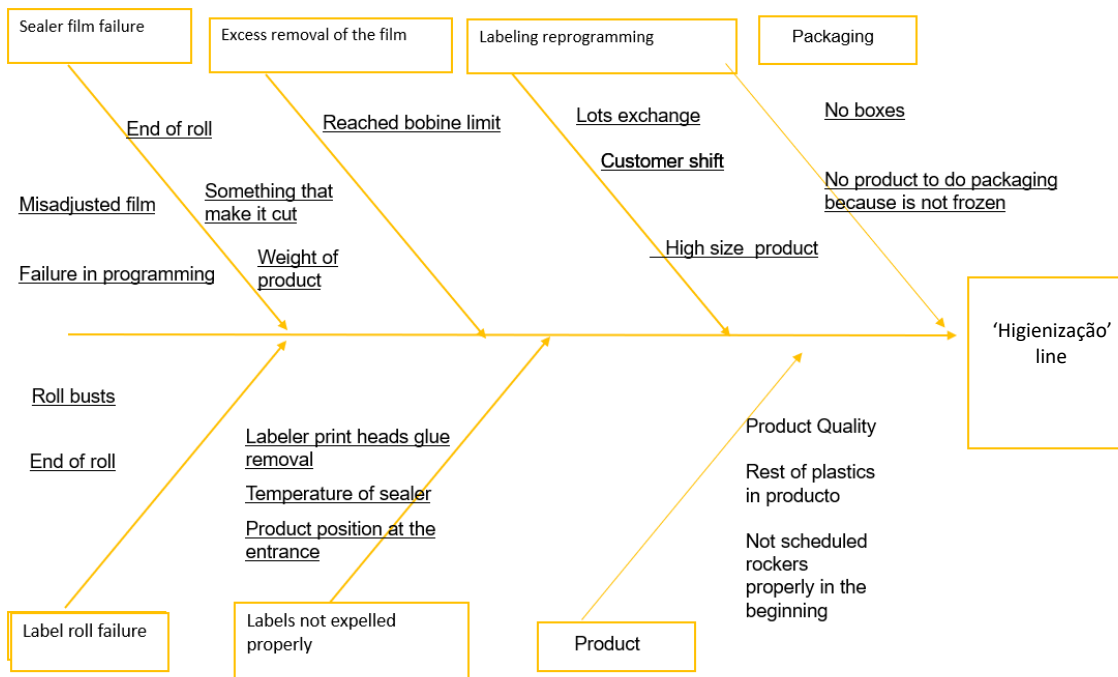 Sealer film failure
Excess removal of the film
Labeling reprogramming
Packaging
End of roll
Misadjusted film
Something that
make it cut
Failure in programming
Weight of
product
Reached bobine limit
Lots exchange
Customer shift
High size  product
No boxes
No product to do packaging
because is not frozen
‘Higienização’
line
Roll busts
End of roll
Labeler print heads glue
removal
Temperature of sealer
Product position at the
entrance
Product Quality
Rest of plastics
in producto
Not scheduled
rockers
properly in the
beginning
Label roll failure
Labels not expelled
properly
Product